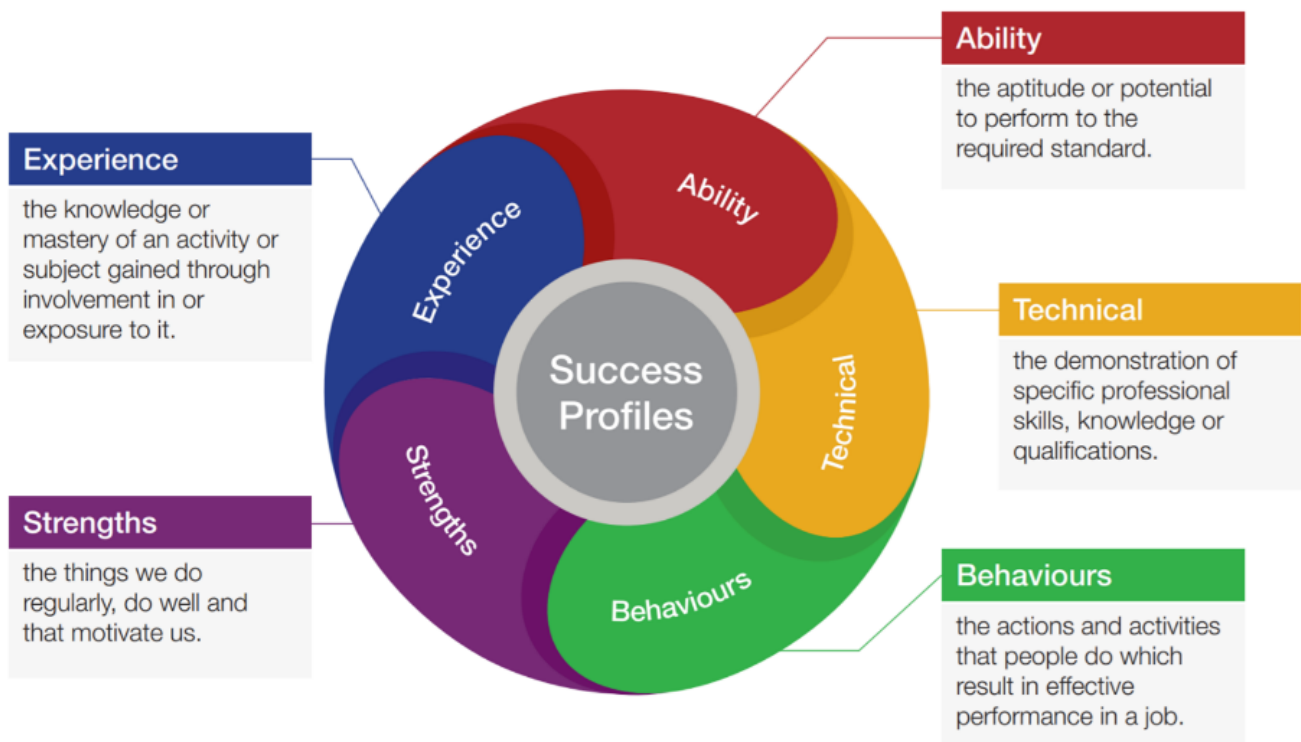 Ability
the aptitude or potential
to perform to the
required standard.
Experience
the knowledge or
mastery of an activity or
subject gained through
involvement in or
exposure to it.
Technical
the demonstration of
specific professional
skills, knowledge or
qualifications.
Strengths
the things we do
regularly, do well and
that motivate us.
Behaviours
the actions and activities
that people do which
result in effective
performance in a job.
Ability
Experience
Technical
Strengths
Behaviours
Success
Profiles